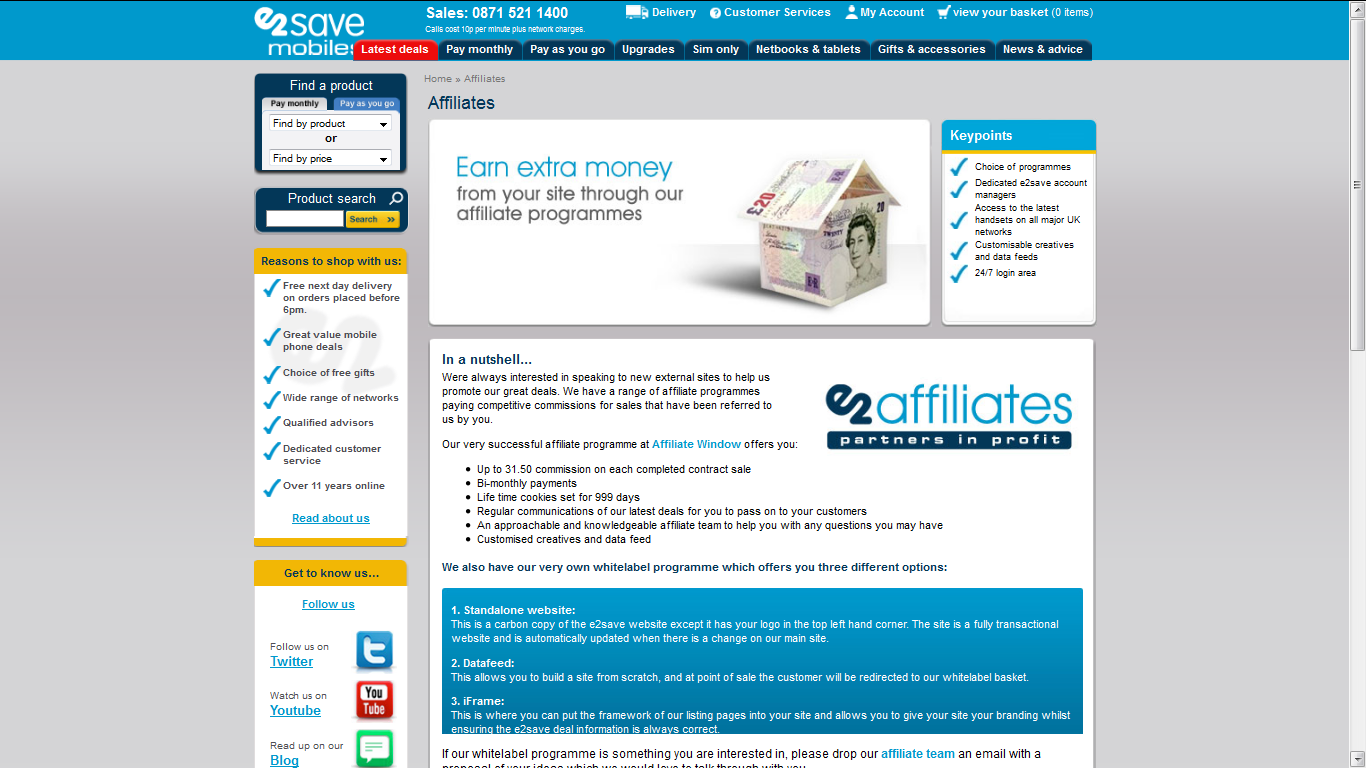 e2save
mobiles
Sales: 0871 521 1400
Calls cost 10p per minute plus network charges.
Delivery
Customer Services
My Account
view your basket (0 items)
Latest deals
Pay monthly
Pay as you go
Upgrades
Sim only
Netbooks & tablets
Gifts & accessories
News & advice
Find a product
Pay monthly
Pay as you go
Find by product
or
Find by price
Product search
Search »
Reasons to shop with us:
Free next day delivery
on orders placed before
6pm.
Great value mobile
phone deals
Choice of free gifts
Wide range of networks
Qualified advisors
Dedicated customer
service
Over 11 years online
Read about us
Get to know us...
Follow us
Follow us on
Twitter
Watch us on
Youtube
You
Tube
Read up on our
Blog
Home » Affiliates
Affiliates
Earn extra money
from your site through our
affiliate programmes
£20
20
TWENTY
Keypoints
Choice of programmes
Dedicated e2save account
managers
Access to the latest
handsets on all major UK
networks
Customisable creatives
and data feeds
24/7 login area
In a nutshell...
Were always interested in speaking to new external sites to help us
promote our great deals. We have a range of affiliate programmes
paying competitive commissions for sales that have been referred to
us by you.
e2affiliates
partners in profit
Our very successful affiliate programme at Affiliate Window offers you:
Up to 31.50 commission on each completed contract sale
Bi-monthly payments
Life time cookies set for 999 days
Regular communications of our latest deals for you to pass on to your customers
An approachable and knowledgeable affiliate team to help you with any questions you may have
Customised creatives and data feed
We also have our very own whitelabel programme which offers you three different options:
1. Standalone website:
This is a carbon copy of the e2save website except it has your logo in the top left hand corner. The site is a fully transactional
website and is automatically updated when there is a change on our main site.
2. Datafeed:
This allows you to build a site from scratch, and at point of sale the customer will be redirected to our whitelabel basket.
3. iFrame:
This is where you can put the framework of our listing pages into your site and allows you to give your site your branding whilst
ensuring the e2save deal information is always correct.
If our whitelabel programme is something you are interested in, please drop our affiliate team an email with a
proposal of your ideas which we would love to talk through with you.